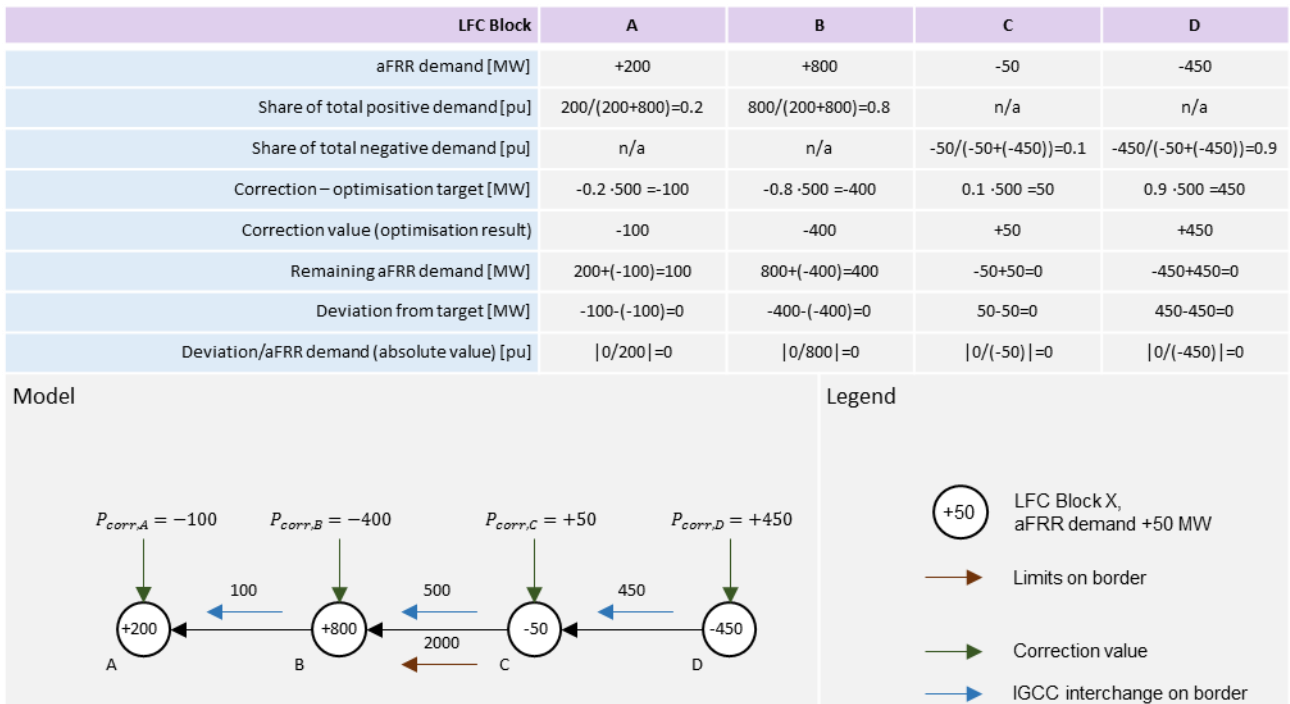 LFC Block A B C D
aFRR demand [MW] +200 +800 -50 -450
Share of total positive demand [pu] 200/(200+800)=0.2 800/(200+800)=0.8 n/a n/a
Share of total negative demand [pu] n/a n/a -50/(-50+(-450))=0.1 -450/(-50+(-450))=0.9
Correction – optimisation target [MW] -0.2 ·500 =-100 -0.8 ·500 =-400 0.1 ·500 =50 0.9 ·500 =450
Correction value (optimisation result) -100 -400 +50 +450
Remaining aFRR demand [MW] 200+(-100)=100 800+(-400)=400 -50+50=0 -450+450=0
Deviation from target [MW] -100-(-100)=0 -400-(-400)=0 50-50=0 450-450=0
Deviation/aFRR demand (absolute value) [pu] |0/200|=0 |0/800|=0 |0/(-50)|=0 |0/(-450)|=0
Model
P_corr,A = −100 P_corr,B = −400 P_corr,C = +50 P_corr,D = +450
100 500 450
+200 +800 -50 -450
2000
A B C D
Legend
+50
LFC Block X,
aFRR demand +50 MW
Limits on border
Correction value
IGCC interchange on border